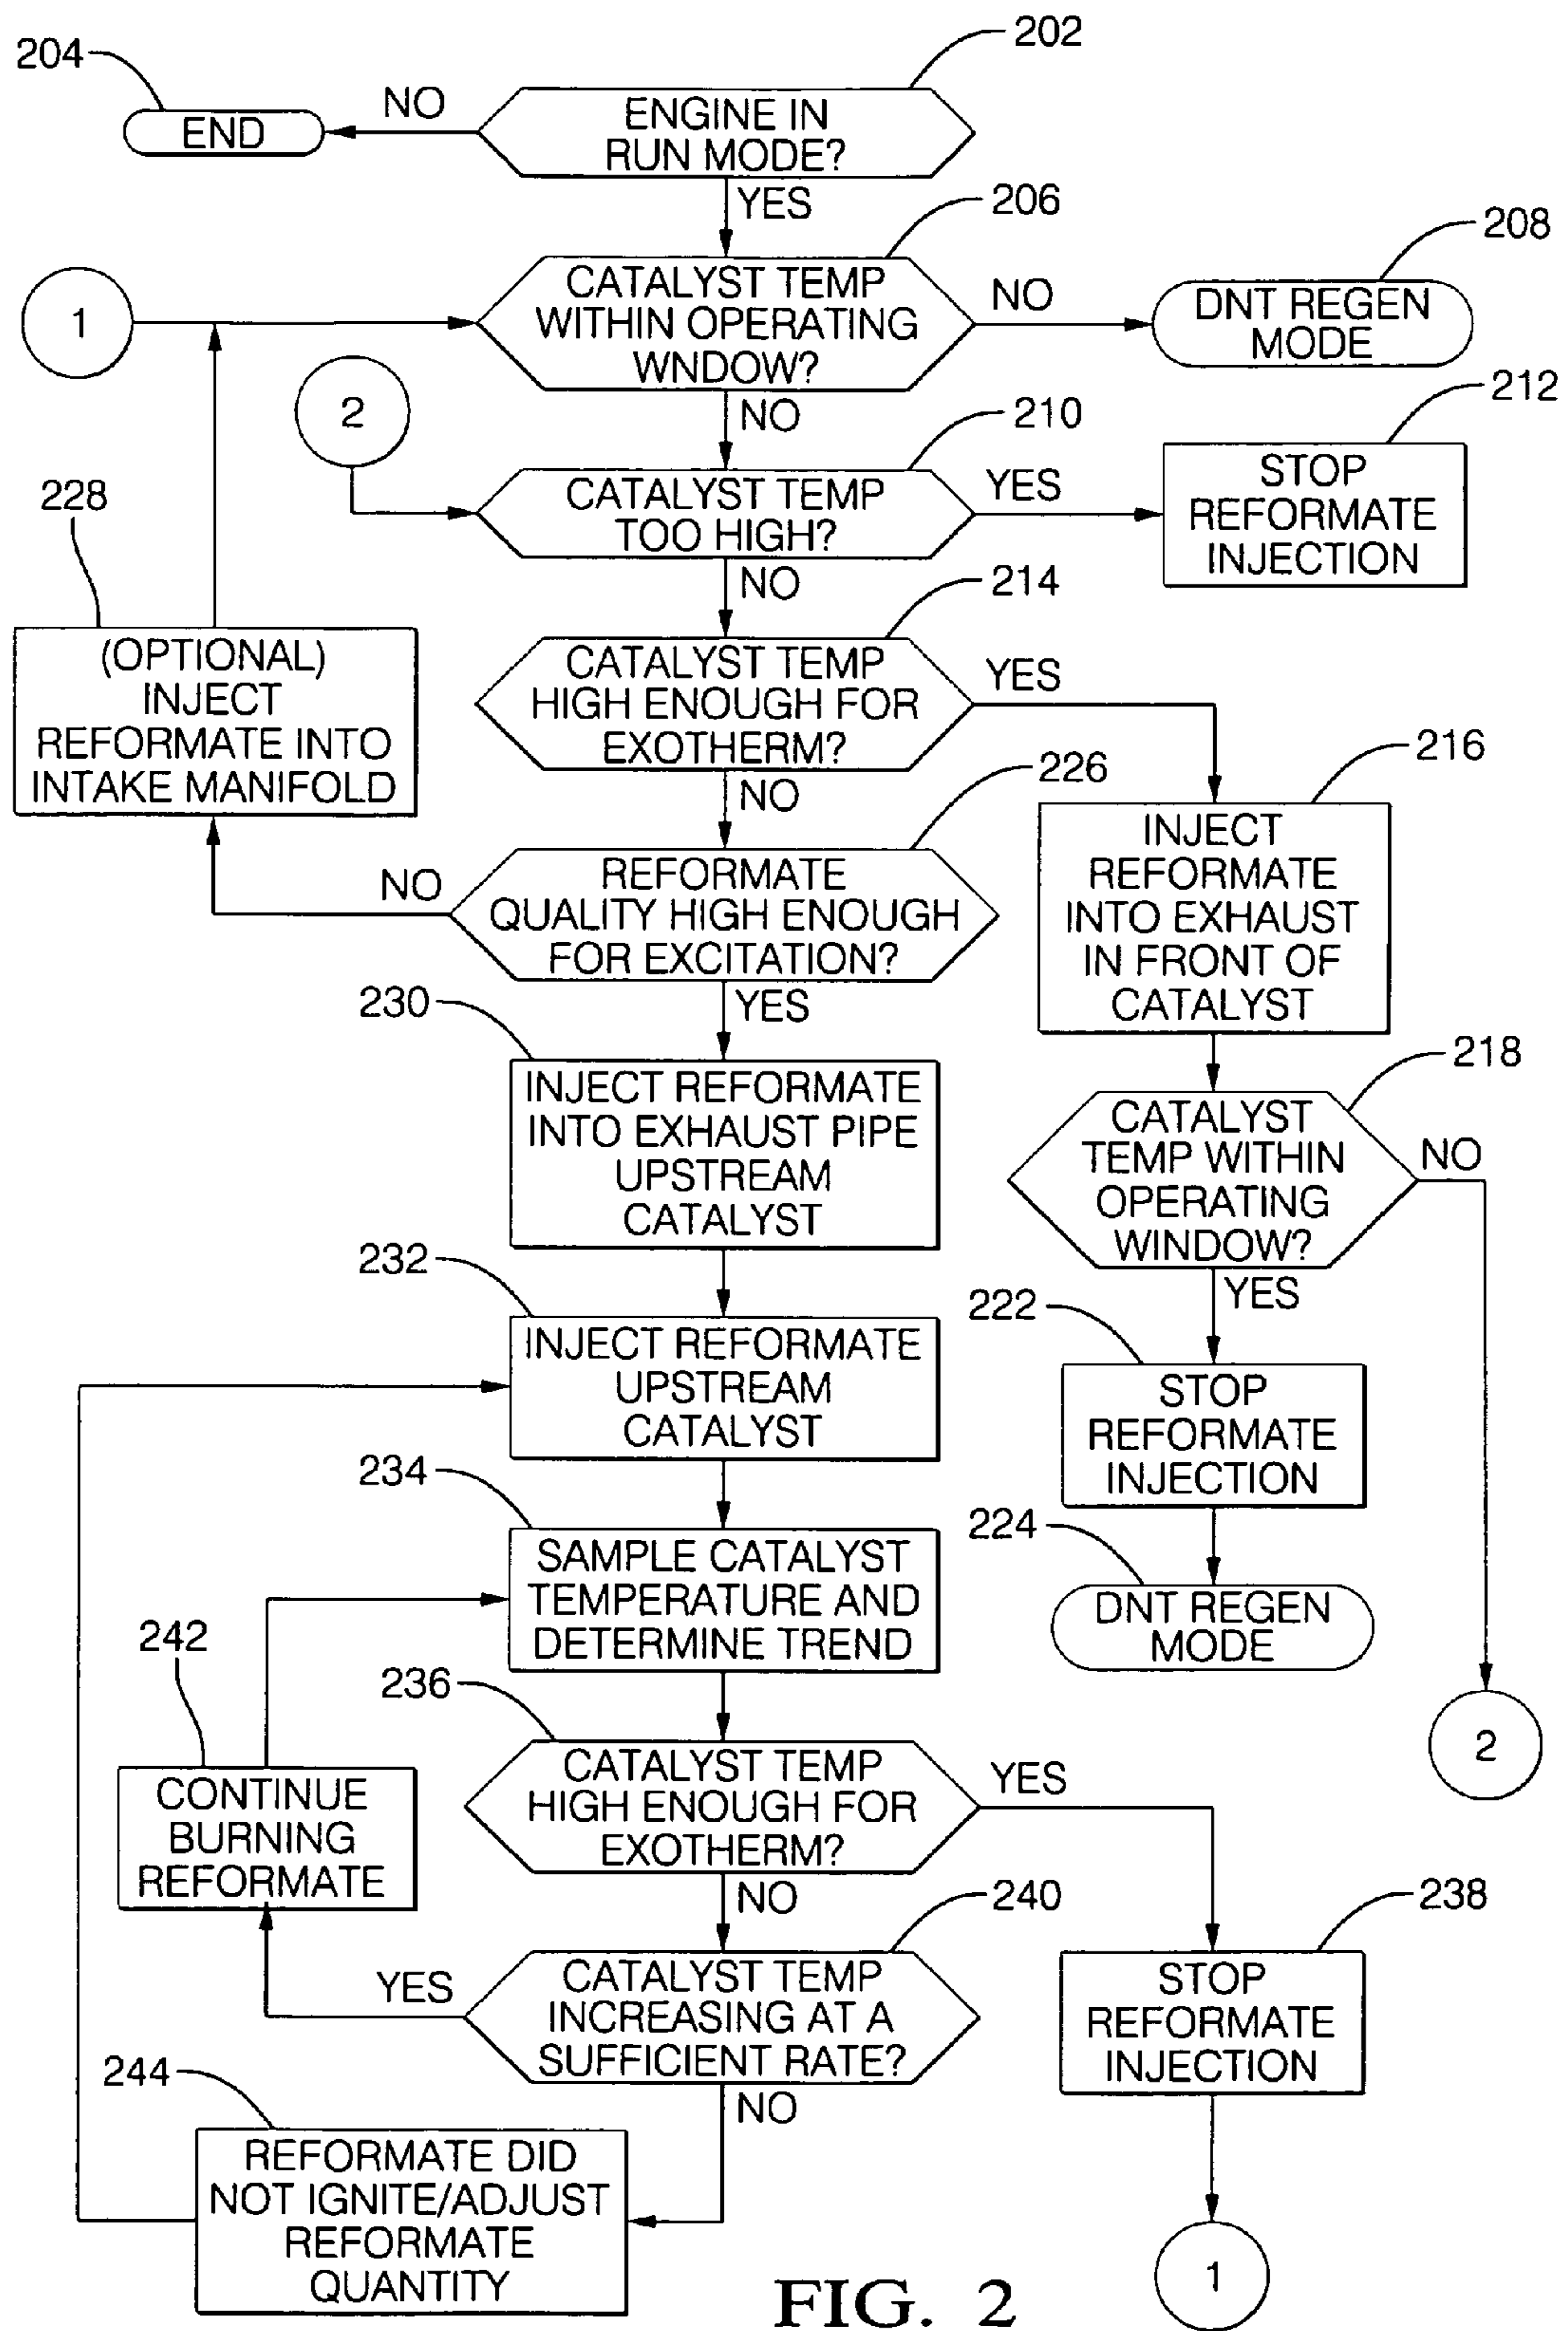 202
204
NO
ENGINE IN
RUN MODE?
END
YES
206
208
1
CATALYST TEMP
WITHIN OPERATING
WNDOW?
NO
DNT REGEN
MODE
2
NO
210
212
CATALYST TEMP
TOO HIGH?
YES
STOP
REFORMATE
INJECTION
228
NO
214
(OPTIONAL)
INJECT
REFORMATE INTO
INTAKE MANIFOLD
CATALYST TEMP
HIGH ENOUGH FOR
EXOTHERM?
YES
216
NO
226
INJECT
REFORMATE
INTO EXHAUST
IN FRONT OF
CATALYST
NO
REFORMATE
QUALITY HIGH ENOUGH
FOR EXCITATION?
230
YES
218
INJECT REFORMATE
INTO EXHAUST PIPE
UPSTREAM
CATALYST
CATALYST
TEMP WITHIN
OPERATING
WINDOW?
NO
232
YES
222
INJECT REFORMATE
UPSTREAM
CATALYST
STOP
REFORMATE
INJECTION
234
224
SAMPLE CATALYST
TEMPERATURE AND
DETERMINE TREND
DNT REGEN
MODE
242
236
2
CONTINUE
BURNING
REFORMATE
CATALYST TEMP
HIGH ENOUGH FOR
EXOTHERM?
YES
NO
240
238
YES
CATALYST TEMP
INCREASING AT A
SUFFICIENT RATE?
STOP
REFORMATE
INJECTION
244
NO
REFORMATE DID
NOT IGNITE/ADJUST
REFORMATE
QUANTITY
1
FIG. 2